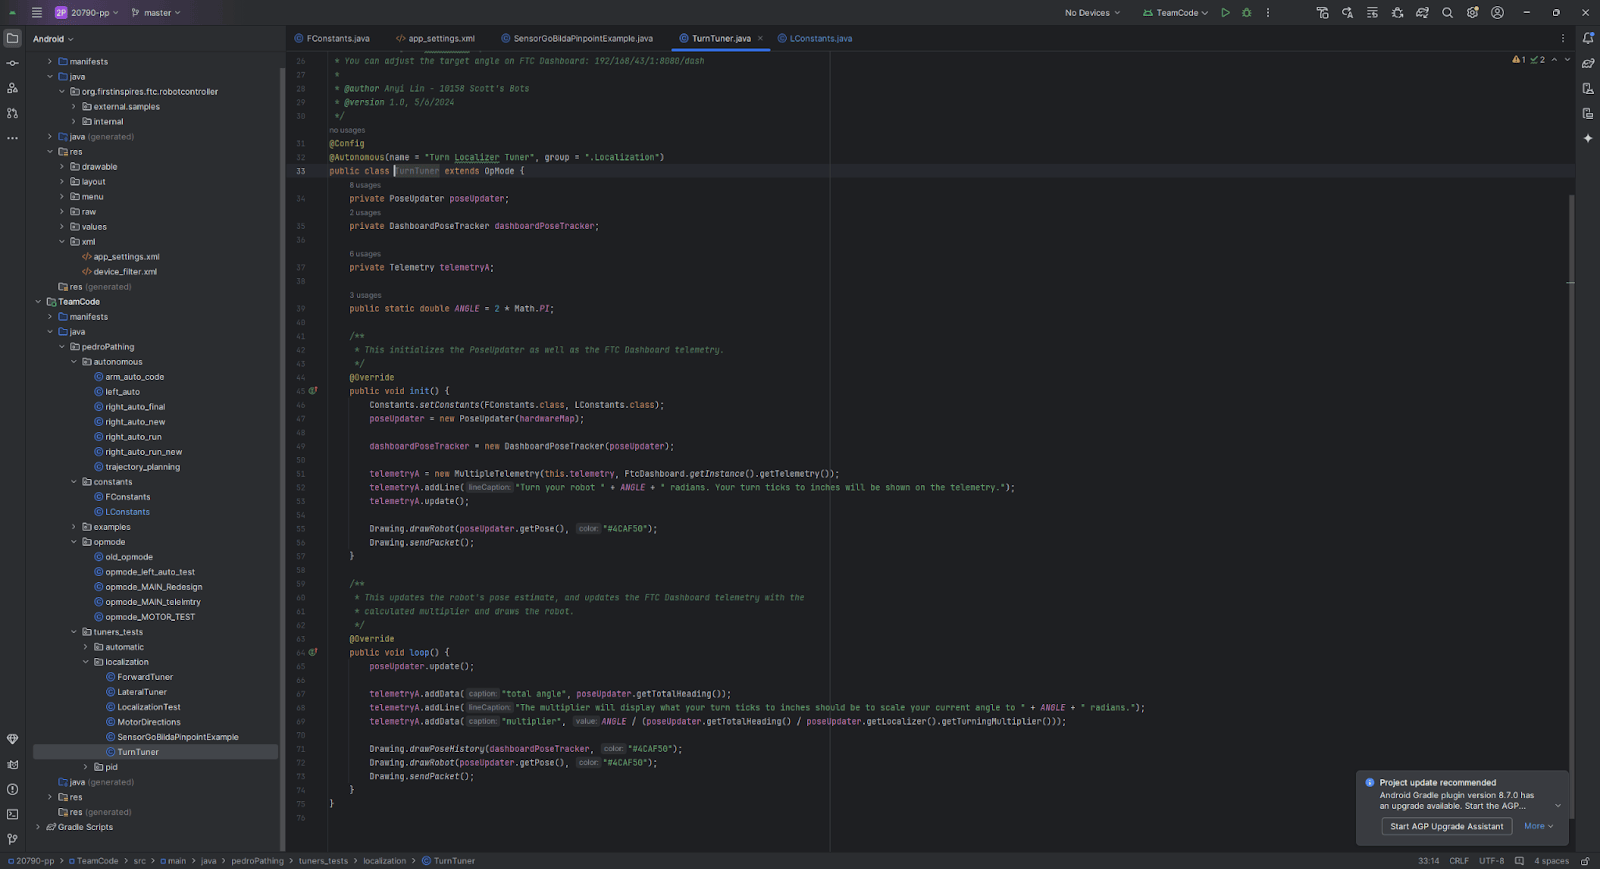 2P 20790-pp master No Devices TeamCode
Android
FConstants.java app_settings.xml SensorGoBildaPinpointExample.java TurnTuner.java LConstants.java
manifests
java
org.firstinspires.ftc.robotcontroller
external.samples
internal
java (generated)
res
drawable
layout
menu
raw
values
xml
app_settings.xml
device_filter.xml
res (generated)
TeamCode
manifests
java
pedroPathing
autonomous
arm_auto_code
left_auto
right_auto_final
right_auto_new
right_auto_run
right_auto_run_new
trajectory_planning
constants
FConstants
LConstants
examples
opmode
old_opmode
opmode_left_auto_test
opmode_MAIN_Redesign
opmode_MAIN_telelmtry
opmode_MOTOR_TEST
tuners_tests
automatic
localization
ForwardTuner
LateralTuner
LocalizationTest
MotorDirections
SensorGoBildaPinpointExample
TurnTuner
pid
java (generated)
res
res (generated)
Gradle Scripts
1 2
26 * You can adjust the target angle on FTC Dashboard: 192/168/43/1:8080/dash
27 *
28 * @author Anyi Lin - 10158 Scott's Bots
29 * @version 1.0, 5/6/2024
30 */
no usages
31 @Config
32 @Autonomous(name = "Turn Localizer Tuner", group = ".Localization")
33 public class TurnTuner extends OpMode {
8 usages
34 private PoseUpdater poseUpdater;
2 usages
35 private DashboardPoseTracker dashboardPoseTracker;
36
6 usages
37 private Telemetry telemetryA;
38
3 usages
39 public static double ANGLE = 2 * Math.PI;
40
41 /**
42 * This initializes the PoseUpdater as well as the FTC Dashboard telemetry.
43 */
44 @Override
45 public void init() {
46 Constants.setConstants(FConstants.class, LConstants.class);
47 poseUpdater = new PoseUpdater(hardwareMap);
48
49 dashboardPoseTracker = new DashboardPoseTracker(poseUpdater);
50
51 telemetryA = new MultipleTelemetry(this.telemetry, FtcDashboard.getInstance().getTelemetry());
52 telemetryA.addLine( lineCaption: "Turn your robot " + ANGLE + " radians. Your turn ticks to inches will be shown on the telemetry.");
53 telemetryA.update();
54
55 Drawing.drawRobot(poseUpdater.getPose(), color: "#4CAF50");
56 Drawing.sendPacket();
57 }
58
59 /**
60 * This updates the robot's pose estimate, and updates the FTC Dashboard telemetry with the
61 * calculated multiplier and draws the robot.
62 */
63 @Override
64 public void loop() {
65 poseUpdater.update();
66
67 telemetryA.addData( caption: "total angle", poseUpdater.getTotalHeading());
68 telemetryA.addLine( lineCaption: "The multiplier will display what your turn ticks to inches should be to scale your current angle to " + ANGLE + " radians.");
69 telemetryA.addData( caption: "multiplier", value: ANGLE / (poseUpdater.getTotalHeading() / poseUpdater.getLocalizer().getTurningMultiplier()));
70
71 Drawing.drawPoseHistory(dashboardPoseTracker, color: "#4CAF50");
72 Drawing.drawRobot(poseUpdater.getPose(), color: "#4CAF50");
73 Drawing.sendPacket();
74 }
75 }
76
Project update recommended
Android Gradle plugin version 8.7.0 has
an upgrade available. Start the AGP...
Start AGP Upgrade Assistant More
20790-pp > TeamCode > src > main > java > pedroPathing > tuners_tests > localization > TurnTuner 33:14 CRLF UTF-8 4 spaces